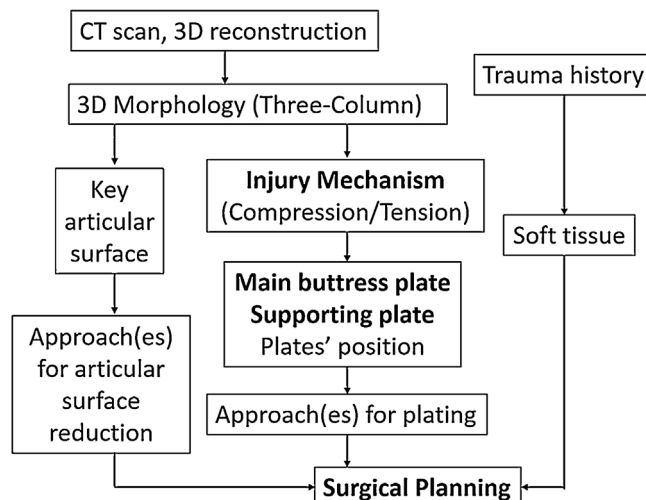 CT scan, 3D reconstruction
Trauma history
3D Morphology (Three-Column)
Key
articular
surface
Injury Mechanism
(Compression/Tension)
Soft tissue
Main buttress plate
Supporting plate
Plates’ position
Approach(es)
for articular
surface
reduction
Approach(es) for plating
Surgical Planning